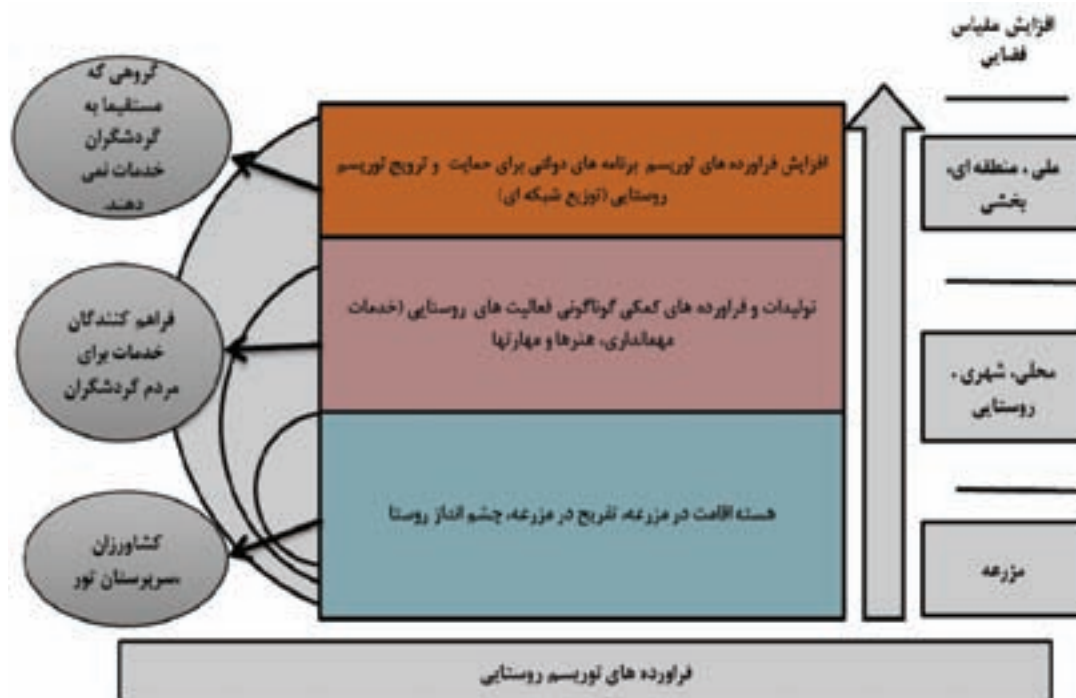 افزایش مقیاس
فضایی
گروهی که
مستقیما به
گردشگران
خدمات نمی
دهند.
افزایش فراورده های توریسم برنامه های دولتی برای حمایت و ترویج توریسم
روستایی (توزیع شبکه ای)
ملی ، منطقه ای،
بخشی
تولیدات و فراورده های کمکی گوناگونی فعالیت های روستایی (خدمات
مهمانداری، هنرها و مهارتها
فراهم کنندگان
خدمات برای
مردم گردشگران
محلی، شهری ،
روستایی
هسته اقامت در مزرعه، تفریح در مزرعه، چشم انداز روستا
کشاورزان
،سرپرستان تور
مزرعه
فراورده های توریسم روستایی